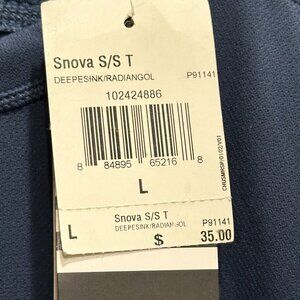 Snova S/S T
DEEPESINK/RADIANGOL P91141
102424886
8 84895 65216 8
L
Snova S/S T
L DEEPESINK/RADIANGOL P91141
$ 35.00